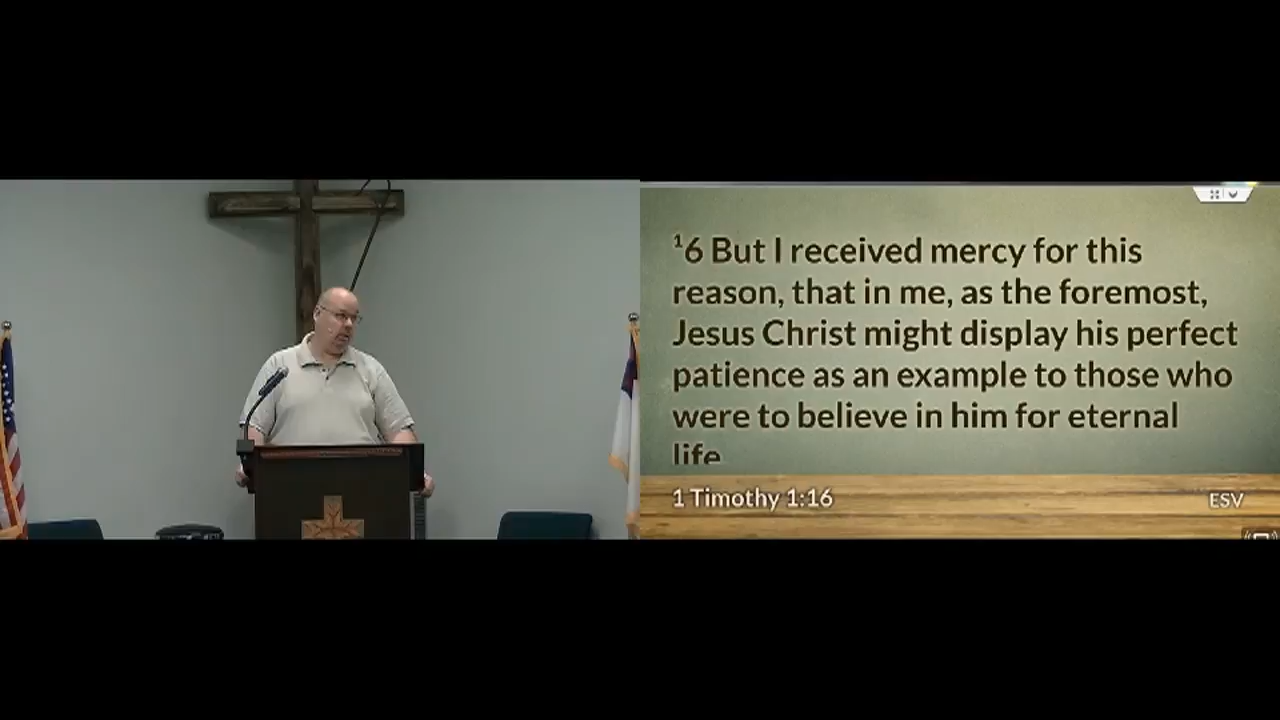 ¹6 But I received mercy for this
reason, that in me, as the foremost,
Jesus Christ might display his perfect
patience as an example to those who
were to believe in him for eternal
life
1 Timothy 1:16
ESV